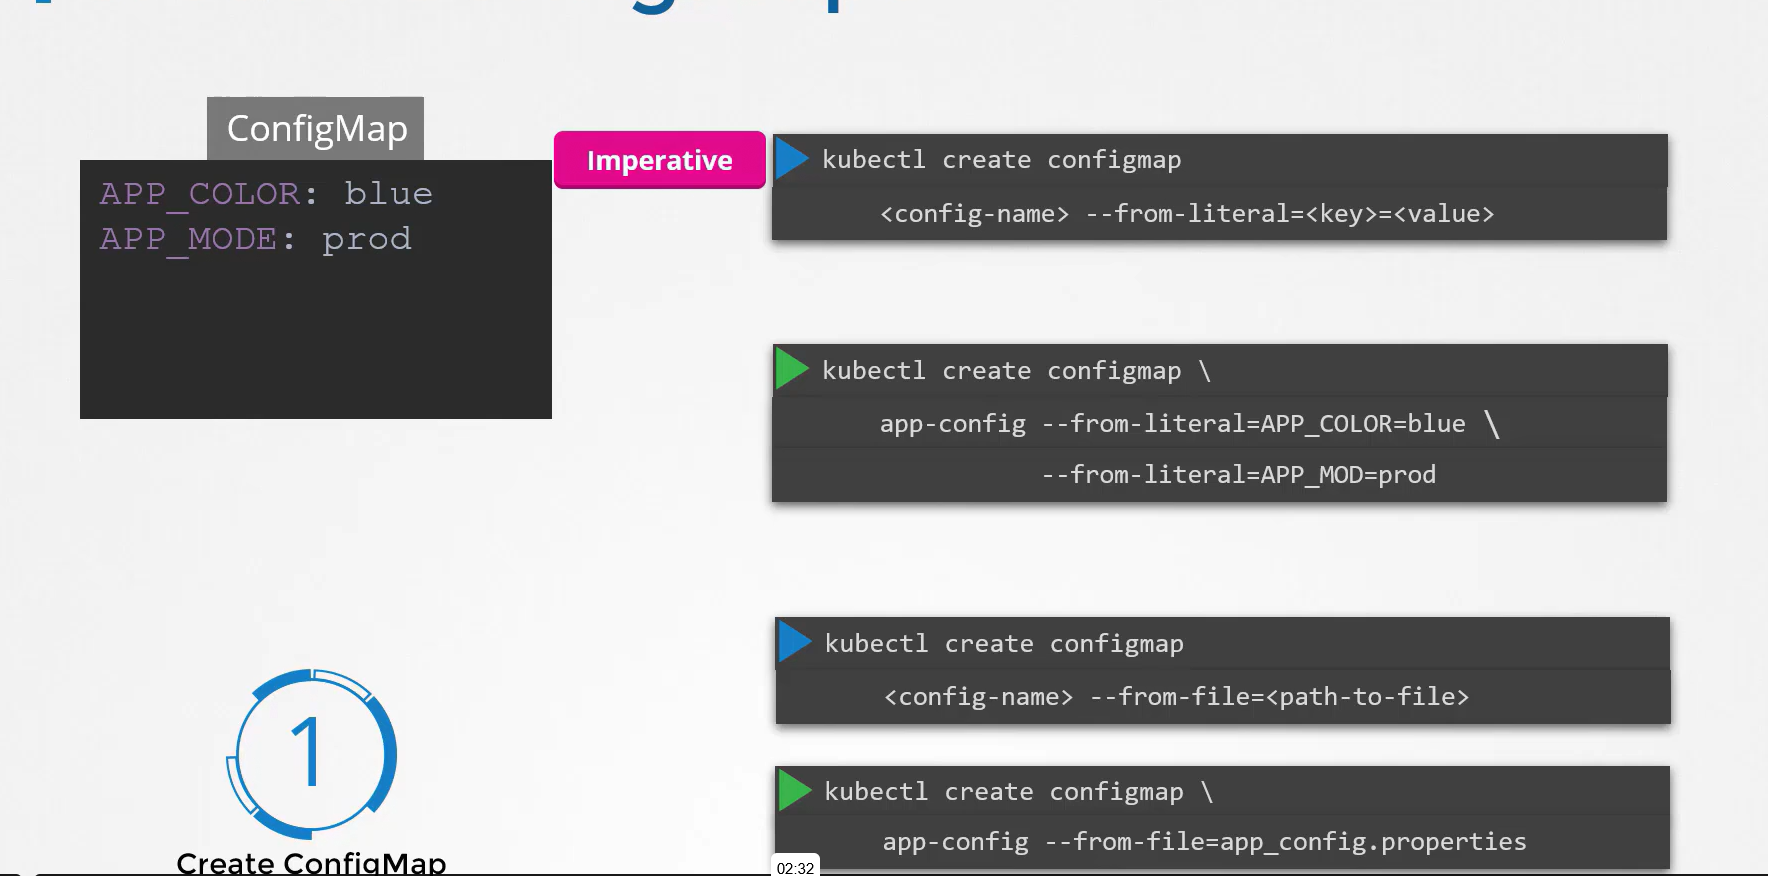 ConfigMap
APP_COLOR: blue
APP_MODE: prod
Imperative
kubectl create configmap
<config-name> --from-literal=<key>=<value>
kubectl create configmap \
app-config --from-literal=APP_COLOR=blue \
--from-literal=APP_MOD=prod
kubectl create configmap
<config-name> --from-file=<path-to-file>
kubectl create configmap \
app-config --from-file=app_config.properties
1
Create ConfigMap
02:32